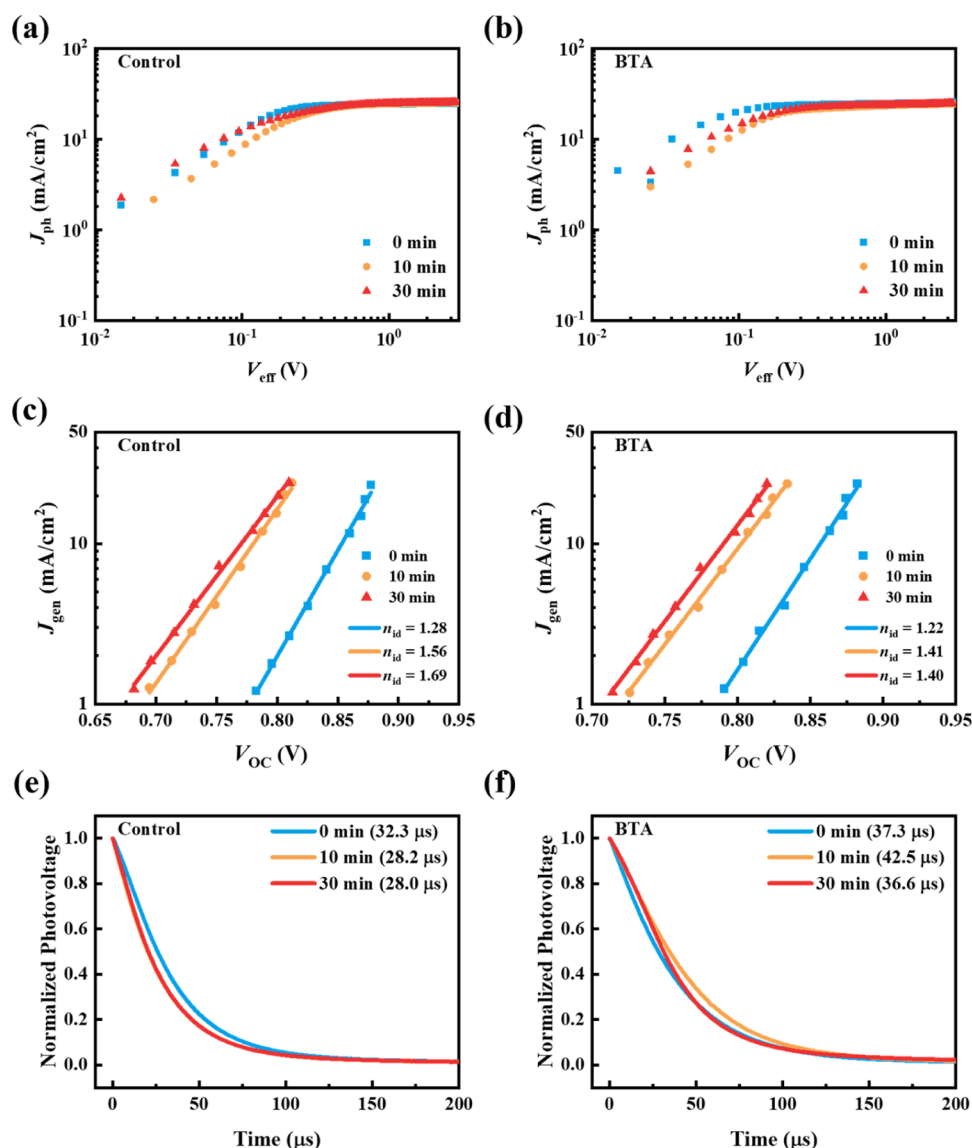 (a)
Control
10²
10¹
10⁰
10⁻¹
J_ph (mA/cm²)
0 min
10 min
30 min
10⁻²
10⁻¹
10⁰
V_eff (V)
(b)
BTA
10²
10¹
10⁰
10⁻¹
J_ph (mA/cm²)
0 min
10 min
30 min
10⁻²
10⁻¹
10⁰
V_eff (V)
(c)
Control
50
10
1
J_gen (mA/cm²)
0 min
10 min
30 min
n_id = 1.28
n_id = 1.56
n_id = 1.69
0.65 0.70 0.75 0.80 0.85 0.90 0.95
V_OC (V)
(d)
BTA
50
10
1
J_gen (mA/cm²)
0 min
10 min
30 min
n_id = 1.22
n_id = 1.41
n_id = 1.40
0.70 0.75 0.80 0.85 0.90 0.95
V_OC (V)
(e)
Control
0 min (32.3 μs)
10 min (28.2 μs)
30 min (28.0 μs)
1.0
0.8
0.6
0.4
0.2
0.0
Normalized Photovoltage
0 50 100 150 200
Time (μs)
(f)
BTA
0 min (37.3 μs)
10 min (42.5 μs)
30 min (36.6 μs)
1.0
0.8
0.6
0.4
0.2
0.0
Normalized Photovoltage
0 50 100 150 200
Time (μs)